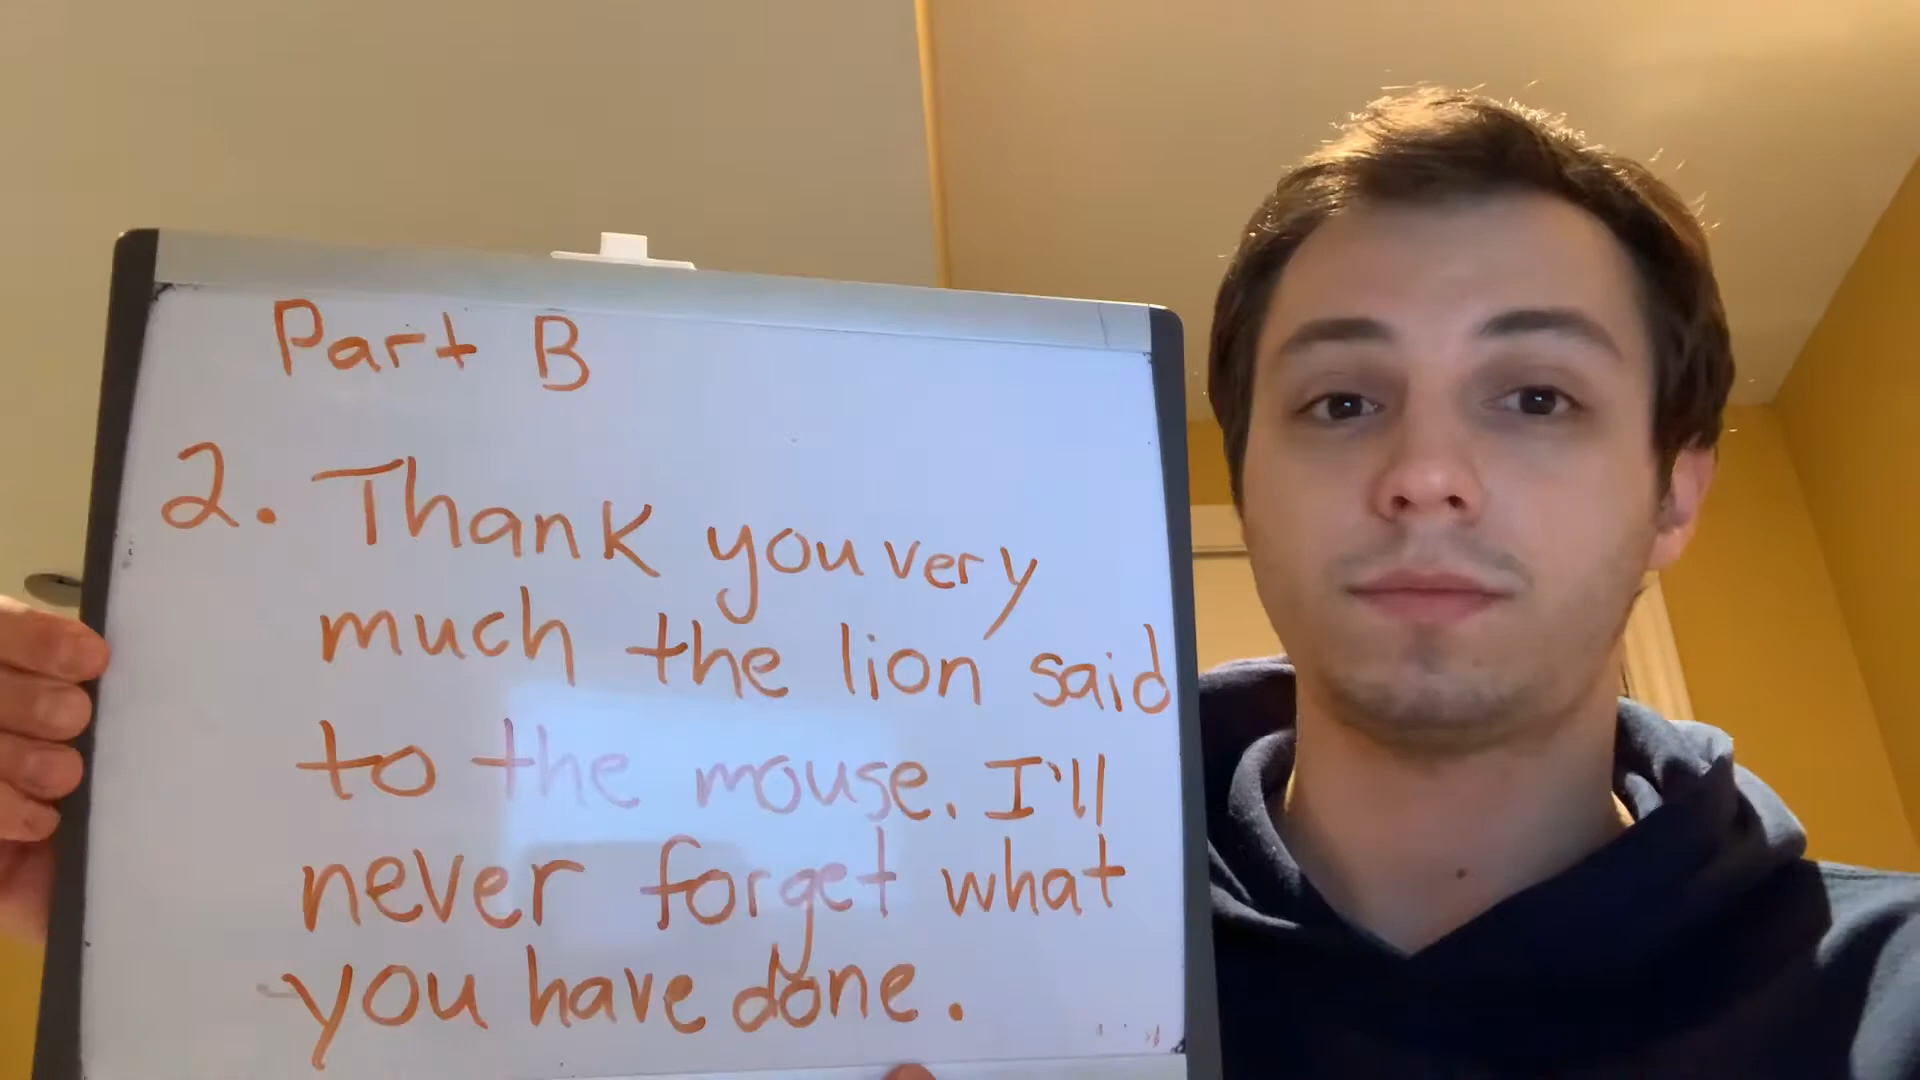 Part B
2. Thank you very
much the lion said
to the mouse. I'll
never forget what
you have done.